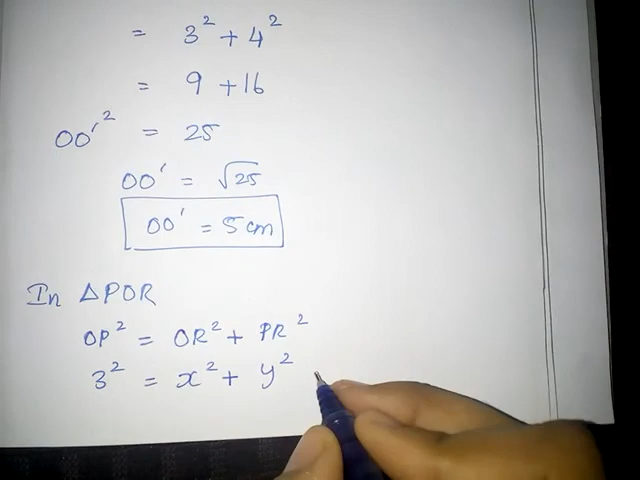 = 3² + 4²
= 9 + 16
OO'² = 25
OO' = √25
OO' = 5 cm
In △POR
OP² = OR² + PR²
3² = x² + y²